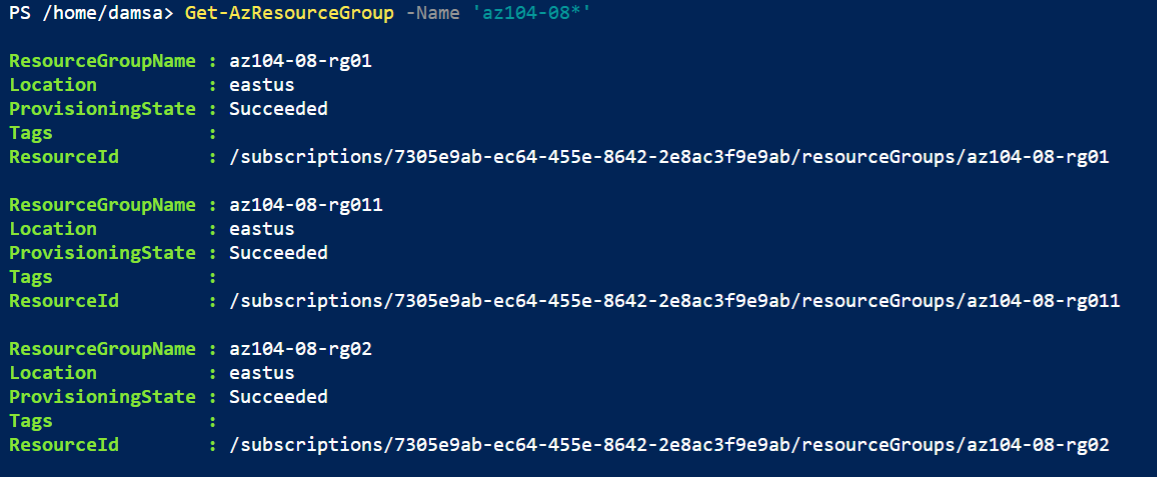 PS /home/damsa> Get-AzResourceGroup -Name 'az104-08*'
ResourceGroupName : az104-08-rg01
Location          : eastus
ProvisioningState : Succeeded
Tags              :
ResourceId        : /subscriptions/7305e9ab-ec64-455e-8642-2e8ac3f9e9ab/resourceGroups/az104-08-rg01
ResourceGroupName : az104-08-rg011
Location          : eastus
ProvisioningState : Succeeded
Tags              :
ResourceId        : /subscriptions/7305e9ab-ec64-455e-8642-2e8ac3f9e9ab/resourceGroups/az104-08-rg011
ResourceGroupName : az104-08-rg02
Location          : eastus
ProvisioningState : Succeeded
Tags              :
ResourceId        : /subscriptions/7305e9ab-ec64-455e-8642-2e8ac3f9e9ab/resourceGroups/az104-08-rg02